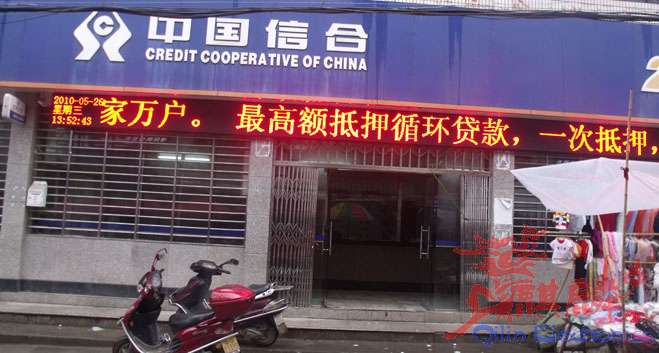 中国信合
CREDIT COOPERATIVE OF CHINA
2010-05-26
星期三
13:52:43
家万户。 最高额抵押循环贷款，一次抵押，
Qilin